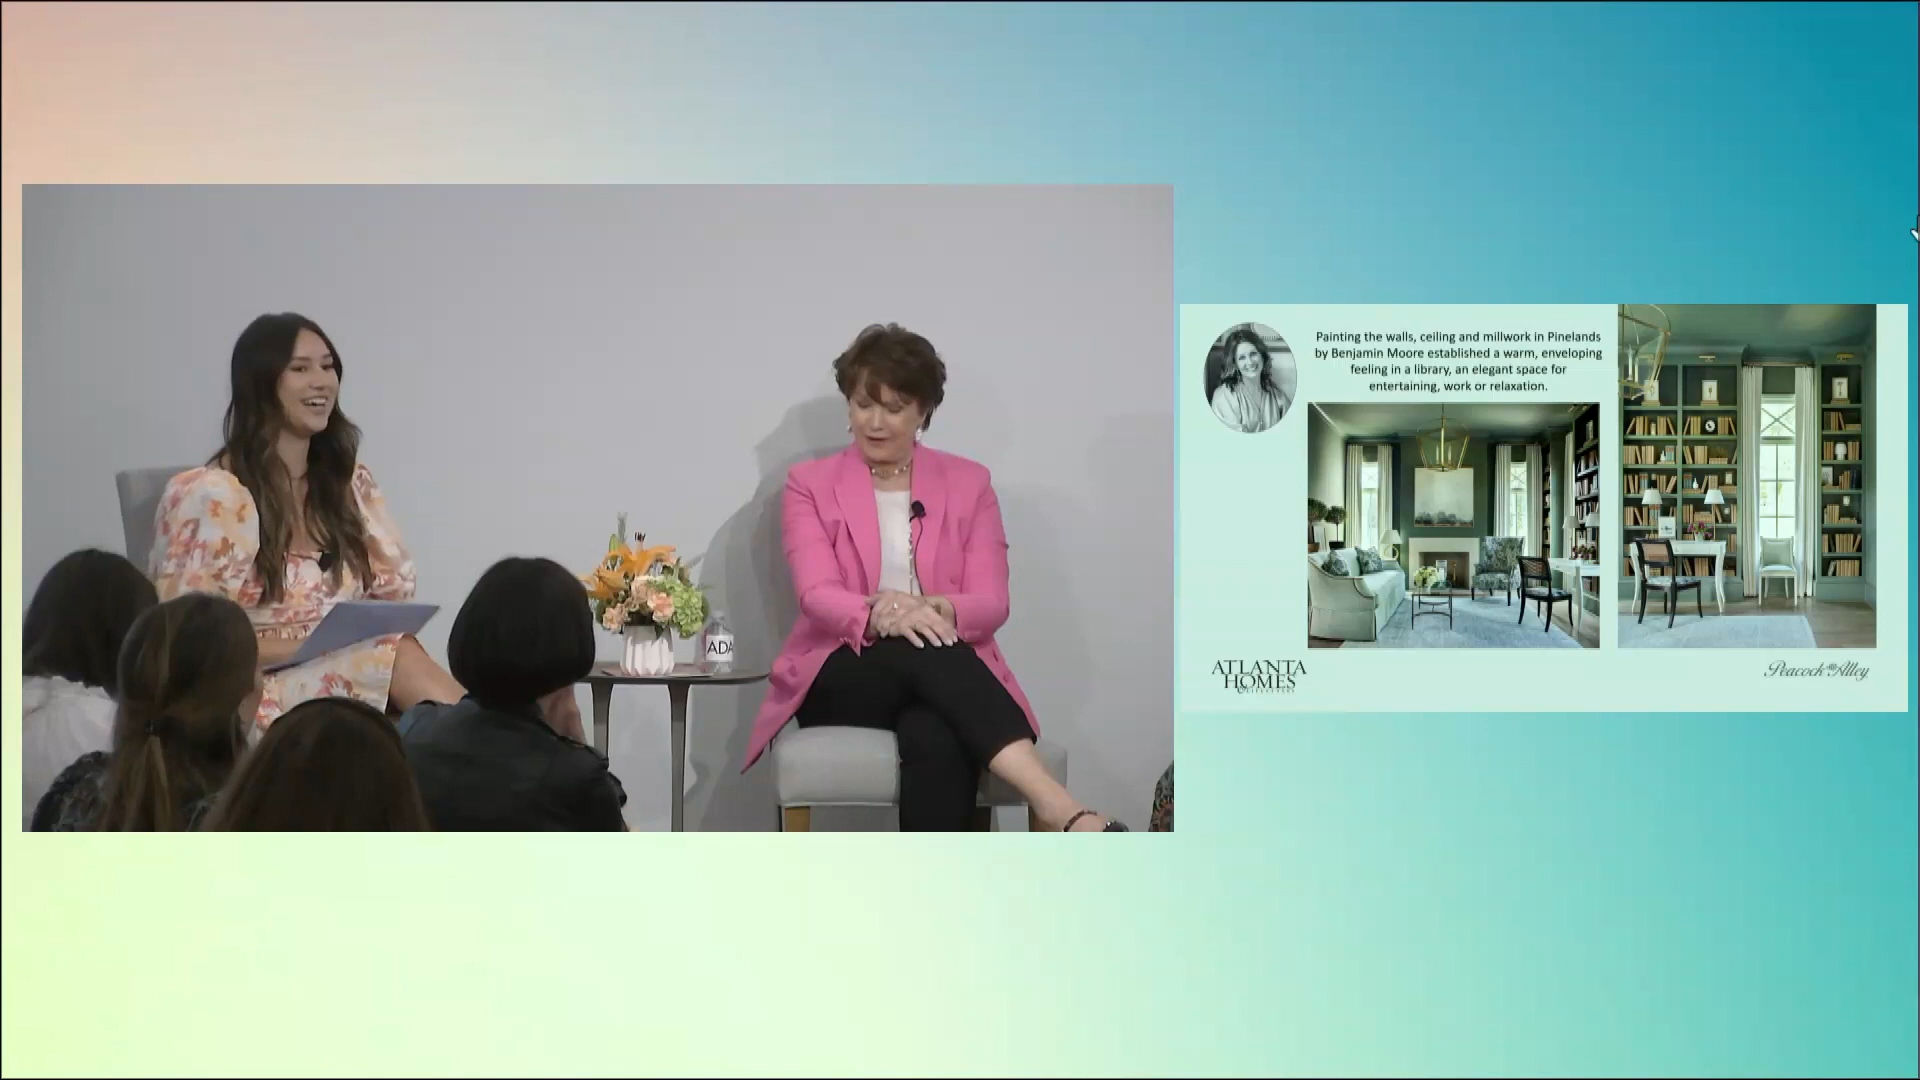 ADA
Painting the walls, ceiling and millwork in Pinelands
by Benjamin Moore established a warm, enveloping
feeling in a library, an elegant space for
entertaining, work or relaxation.
ATLANTA
HOMES
& LIFESTYLES
Peacock Alley